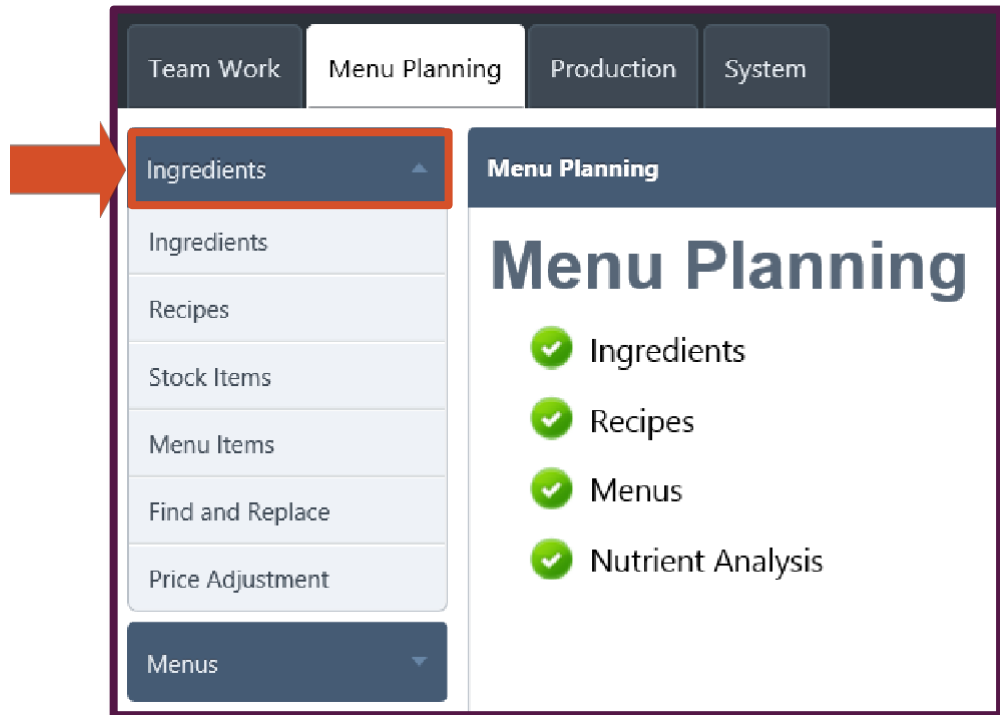 Team Work
Menu Planning
Production
System
Ingredients
Ingredients
Recipes
Stock Items
Menu Items
Find and Replace
Price Adjustment
Menus
Menu Planning
Menu Planning
Ingredients
Recipes
Menus
Nutrient Analysis